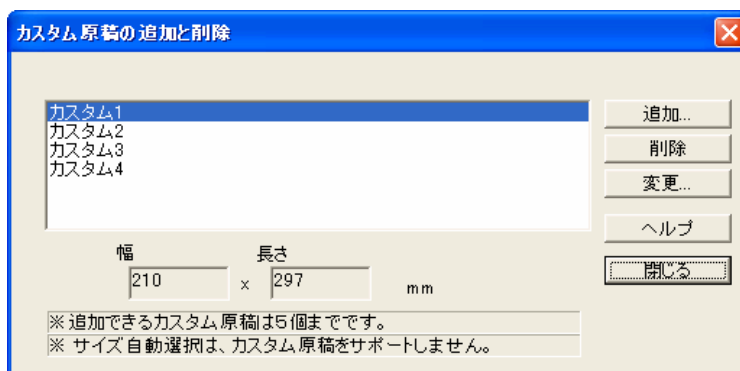 カスタム原稿の追加と削除
カスタム1
カスタム2
カスタム3
カスタム4
追加...
削除
変更...
ヘルプ
閉じる
幅 長さ
210 x 297 mm
※追加できるカスタム原稿は5個までです。
※ サイズ自動選択は、カスタム原稿をサポートしません。